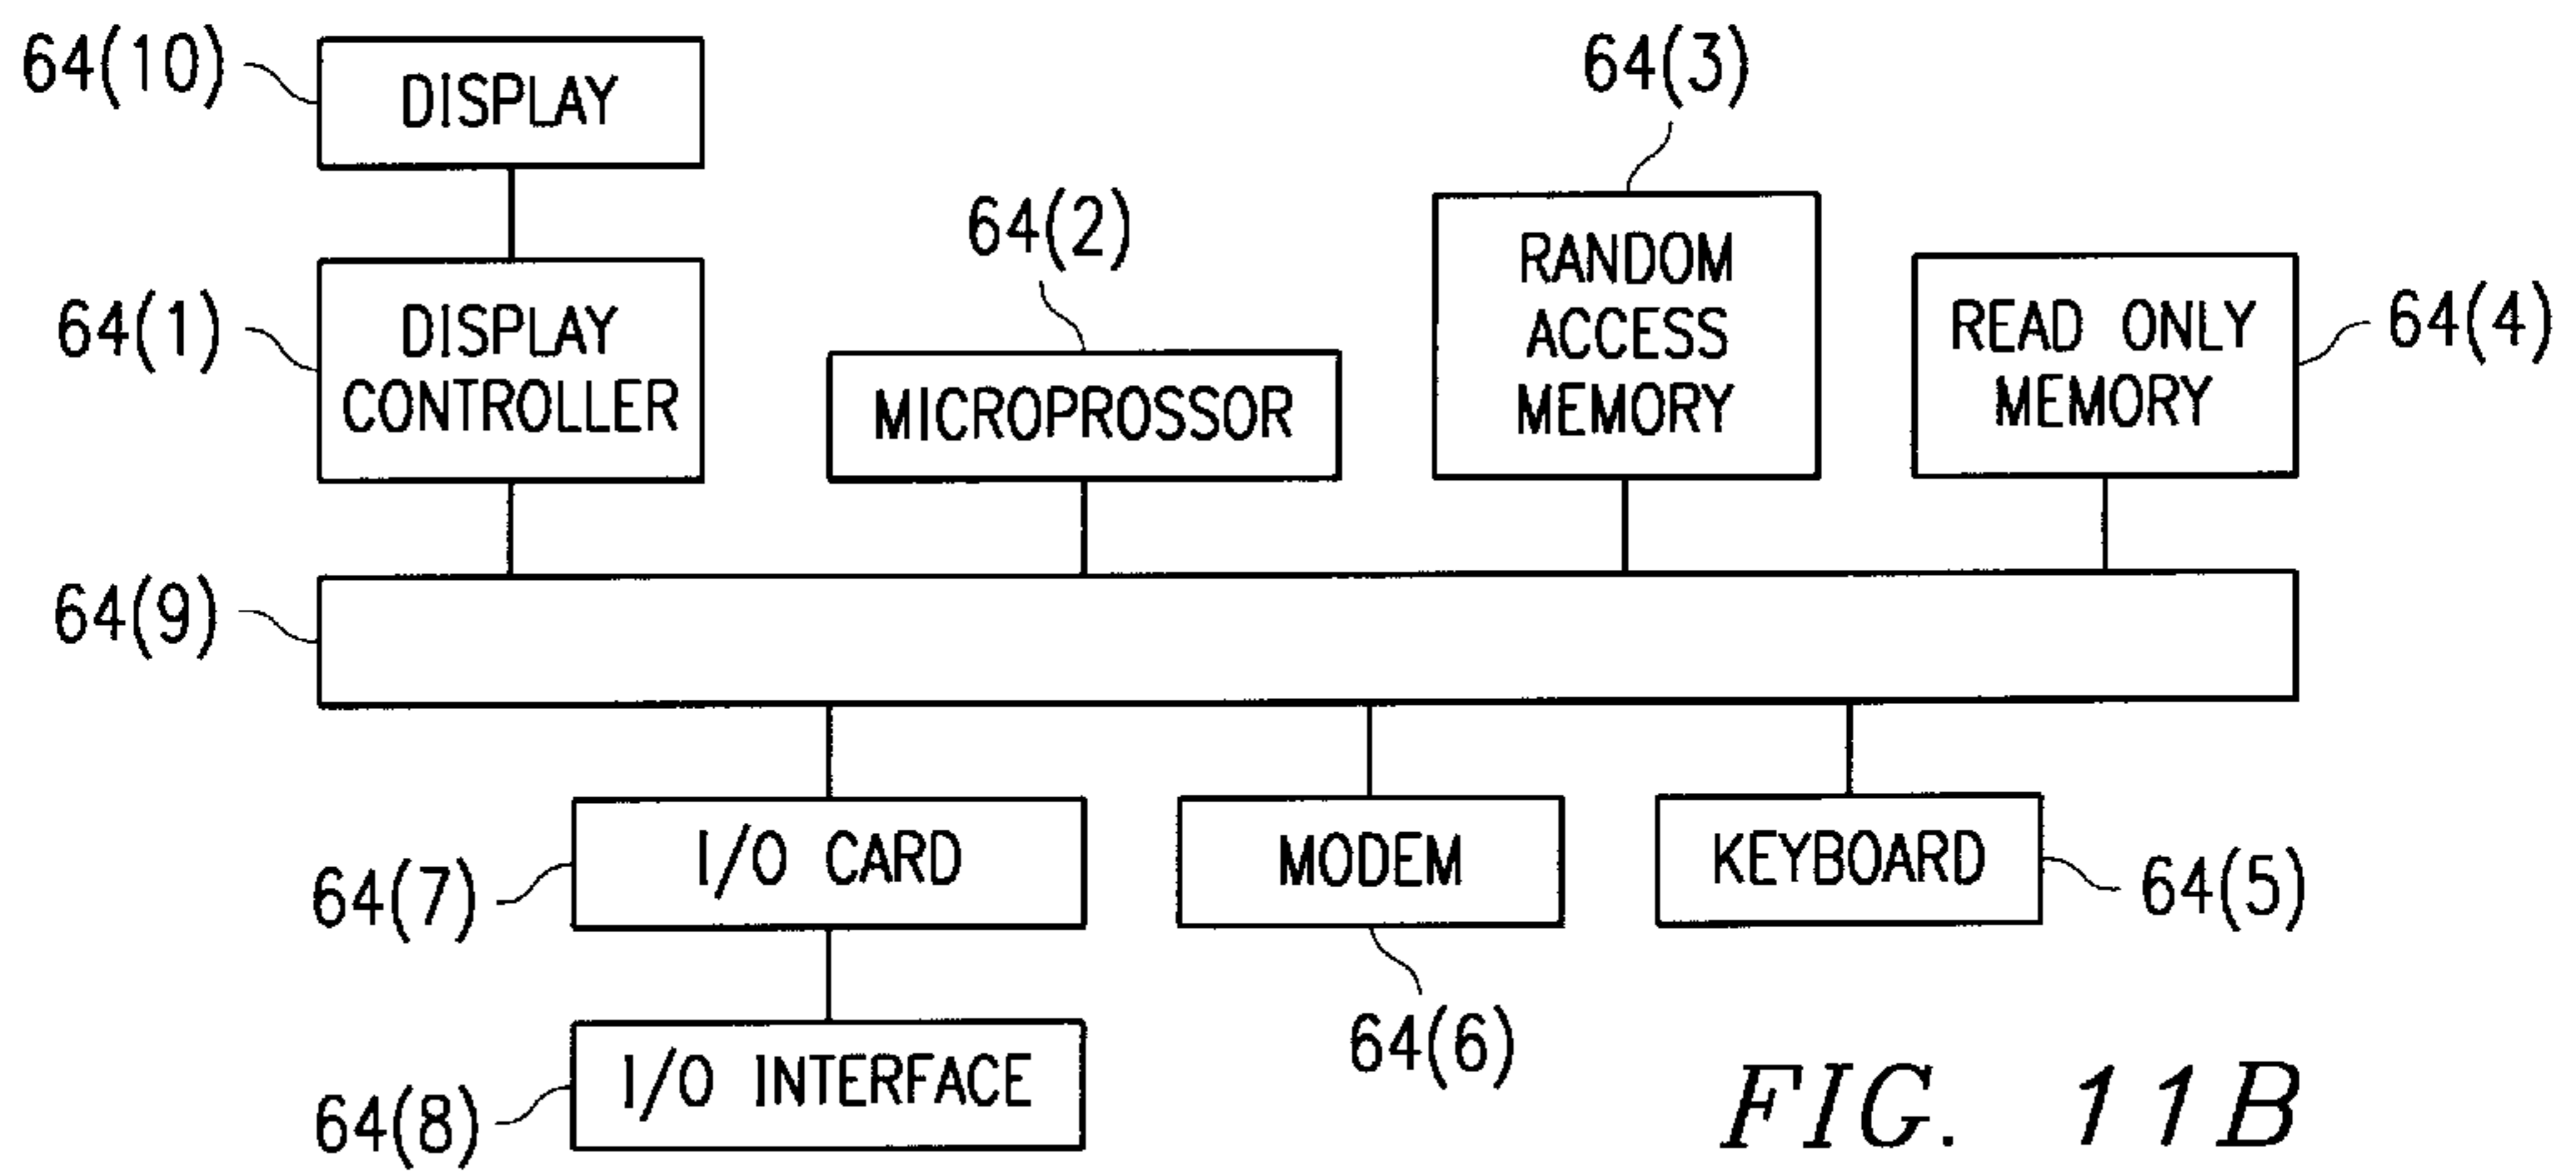 64(10)
DISPLAY
64(3)
64(2)
RANDOM
ACCESS
MEMORY
64(1)
DISPLAY
CONTROLLER
READ ONLY
MEMORY
64(4)
MICROPROSSOR
64(9)
64(7)
I/O CARD
MODEM
KEYBOARD
64(5)
64(6)
64(8)
I/O INTERFACE
FIG. 11B